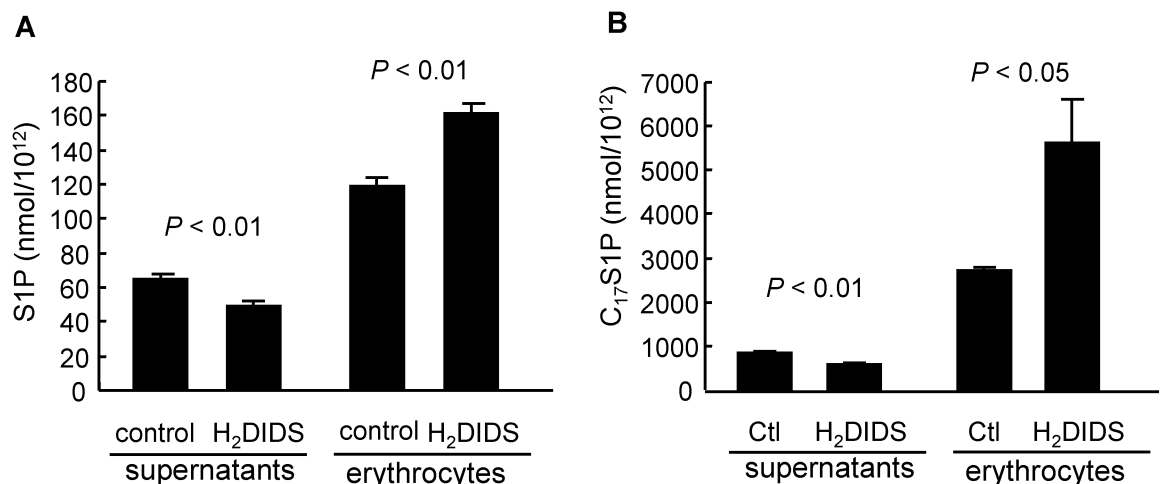 A
S1P (nmol/10¹²)
180
160
140
120
100
80
60
40
20
0
P < 0.01
P < 0.01
control H₂DIDS control H₂DIDS
supernatants erythrocytes
B
C₁₇S1P (nmol/10¹²)
7000
6000
5000
4000
3000
2000
1000
0
P < 0.05
P < 0.01
Ctl H₂DIDS Ctl H₂DIDS
supernatants erythrocytes